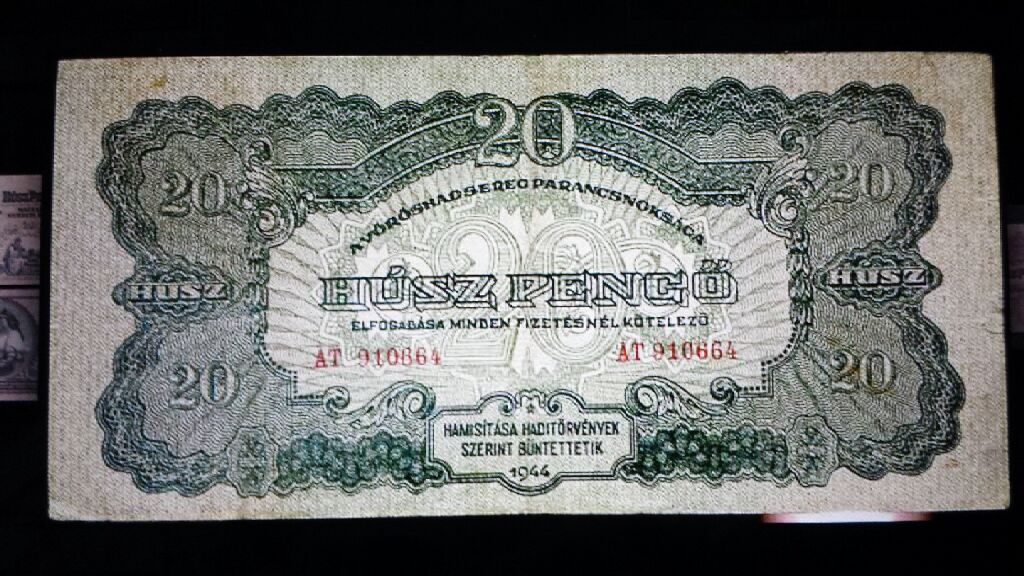 20
20
20
A VÖRÖSHADSEREG PARANCSNOKSÁGA
20
HÚSZ
HÚSZ PENGŐ
HÚSZ
ELFOGADÁSA MINDEN FIZETÉSNÉL KÖTELEZŐ
AT 910664
AT 910664
20
20
HAMISÍTÁSA HADITÖRVÉNYEK
SZERINT BÜNTETTETIK
1944